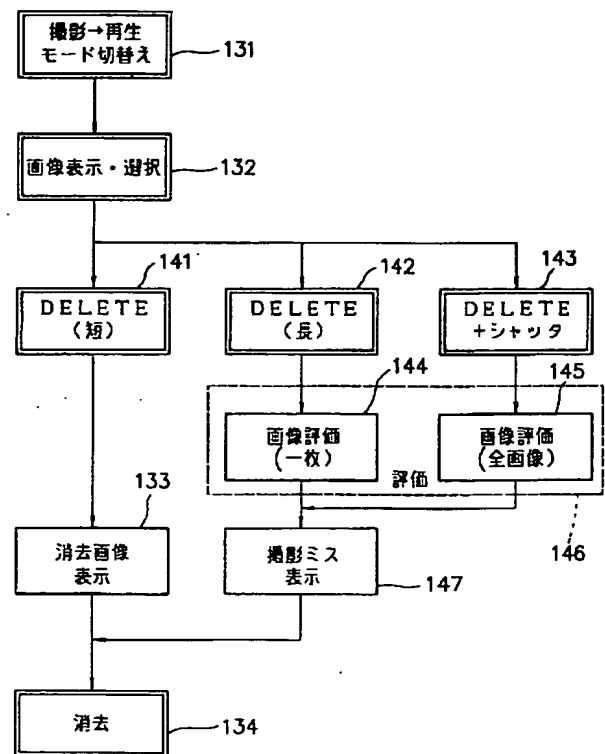 撮影→再生
モード切替え
131
画像表示・選択
132
141
142
143
DELETE
(短)
DELETE
(長)
DELETE
+シャッタ
144
145
画像評価
(一枚)
画像評価
(全画像)
評価
133
146
消去画像
表示
撮影ミス
表示
147
消去
134